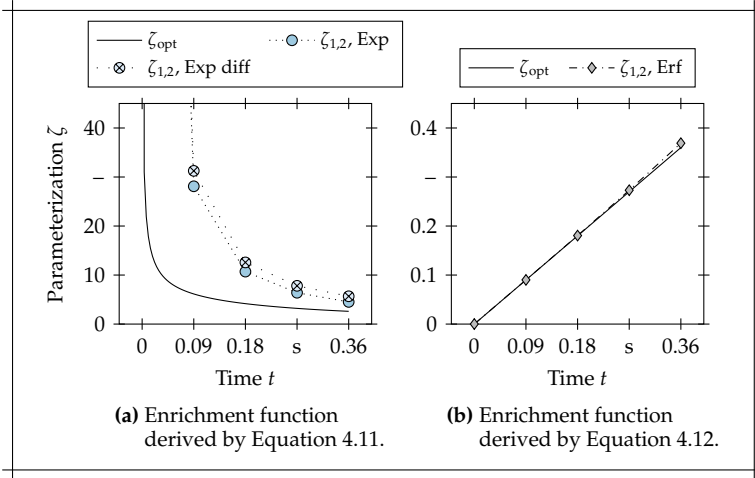 ζopt
ζ1,2, Exp
ζ1,2, Exp diff
ζopt
ζ1,2, Erf
Parameterization ζ
40
–
20
10
0
0 0.09 0.18 s 0.36
Time t
0.4
–
0.2
0.1
0
0 0.09 0.18 s 0.36
Time t
(a) Enrichment function
derived by Equation 4.11.
(b) Enrichment function
derived by Equation 4.12.